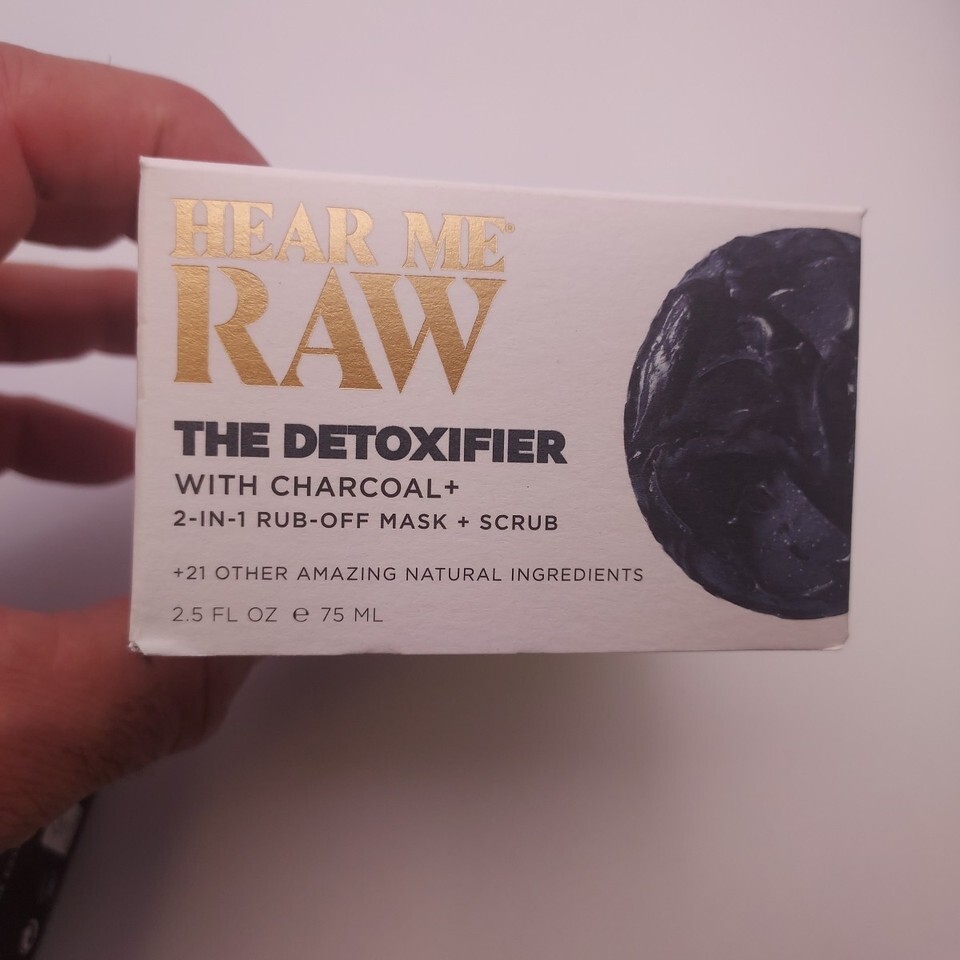 HEAR ME®
RAW
THE DETOXIFIER
WITH CHARCOAL+
2-IN-1 RUB-OFF MASK + SCRUB
+21 OTHER AMAZING NATURAL INGREDIENTS
2.5 FL OZ ℮ 75 ML